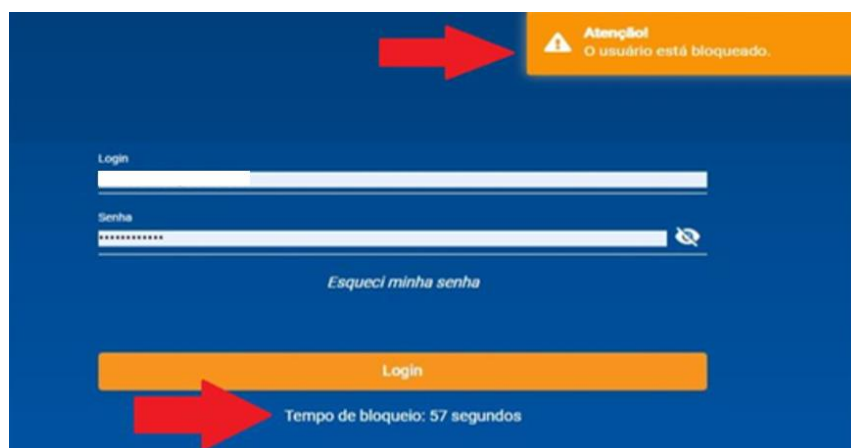 Atenção!
O usuário está bloqueado.
Login
Senha
••••••••••••
Esqueci minha senha
Login
Tempo de bloqueio: 57 segundos